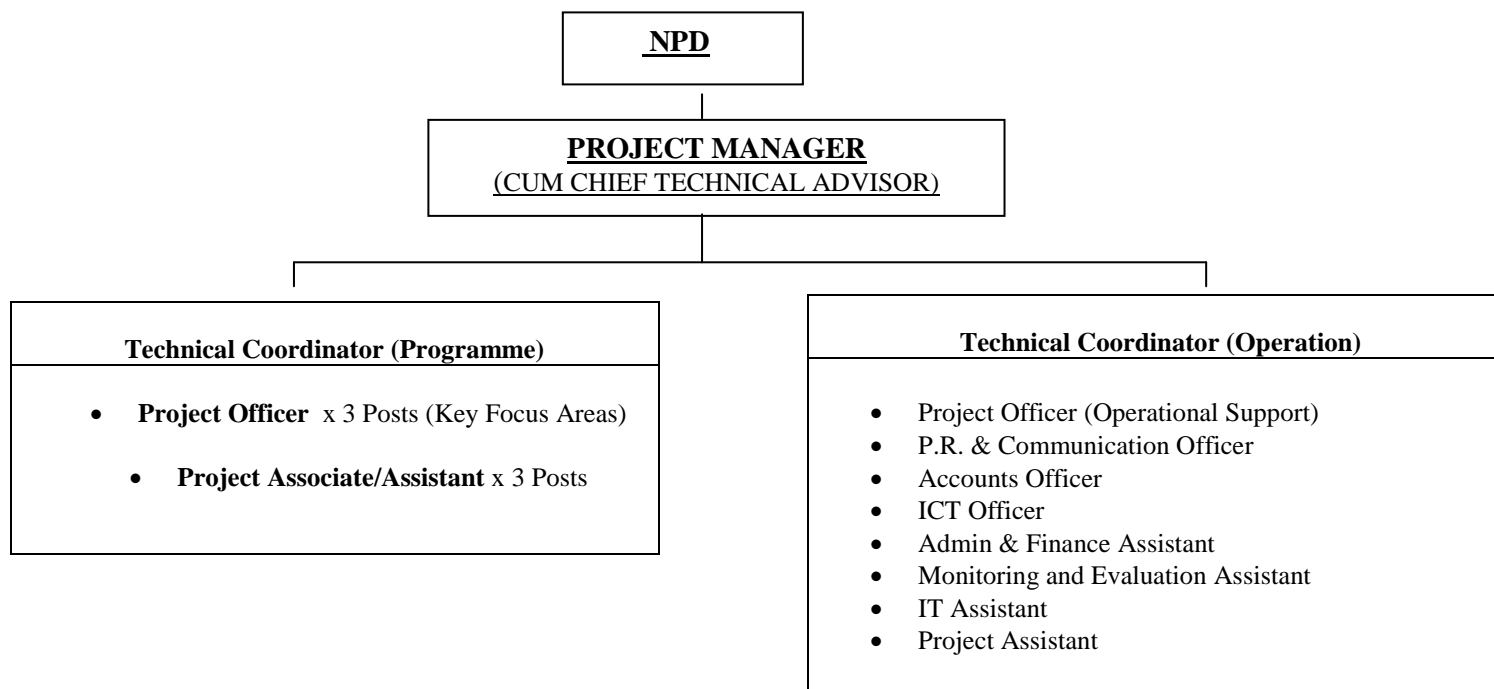 NPD
PROJECT MANAGER
(CUM CHIEF TECHNICAL ADVISOR)
Technical Coordinator (Programme)
• Project Officer x 3 Posts (Key Focus Areas)
• Project Associate/Assistant x 3 Posts
Technical Coordinator (Operation)
• Project Officer (Operational Support)
• P.R. & Communication Officer
• Accounts Officer
• ICT Officer
• Admin & Finance Assistant
• Monitoring and Evaluation Assistant
• IT Assistant
• Project Assistant